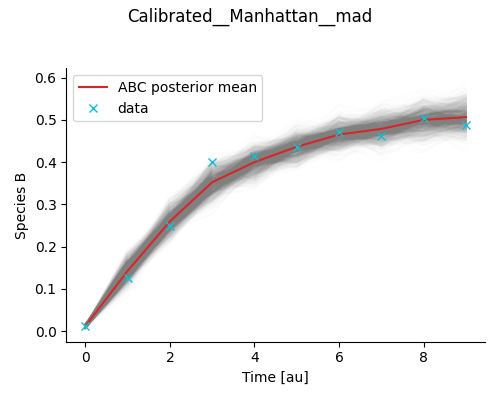 Calibrated__Manhattan__mad
ABC posterior mean
data
Species B
0.6
0.5
0.4
0.3
0.2
0.1
0.0
0 2 4 6 8
Time [au]